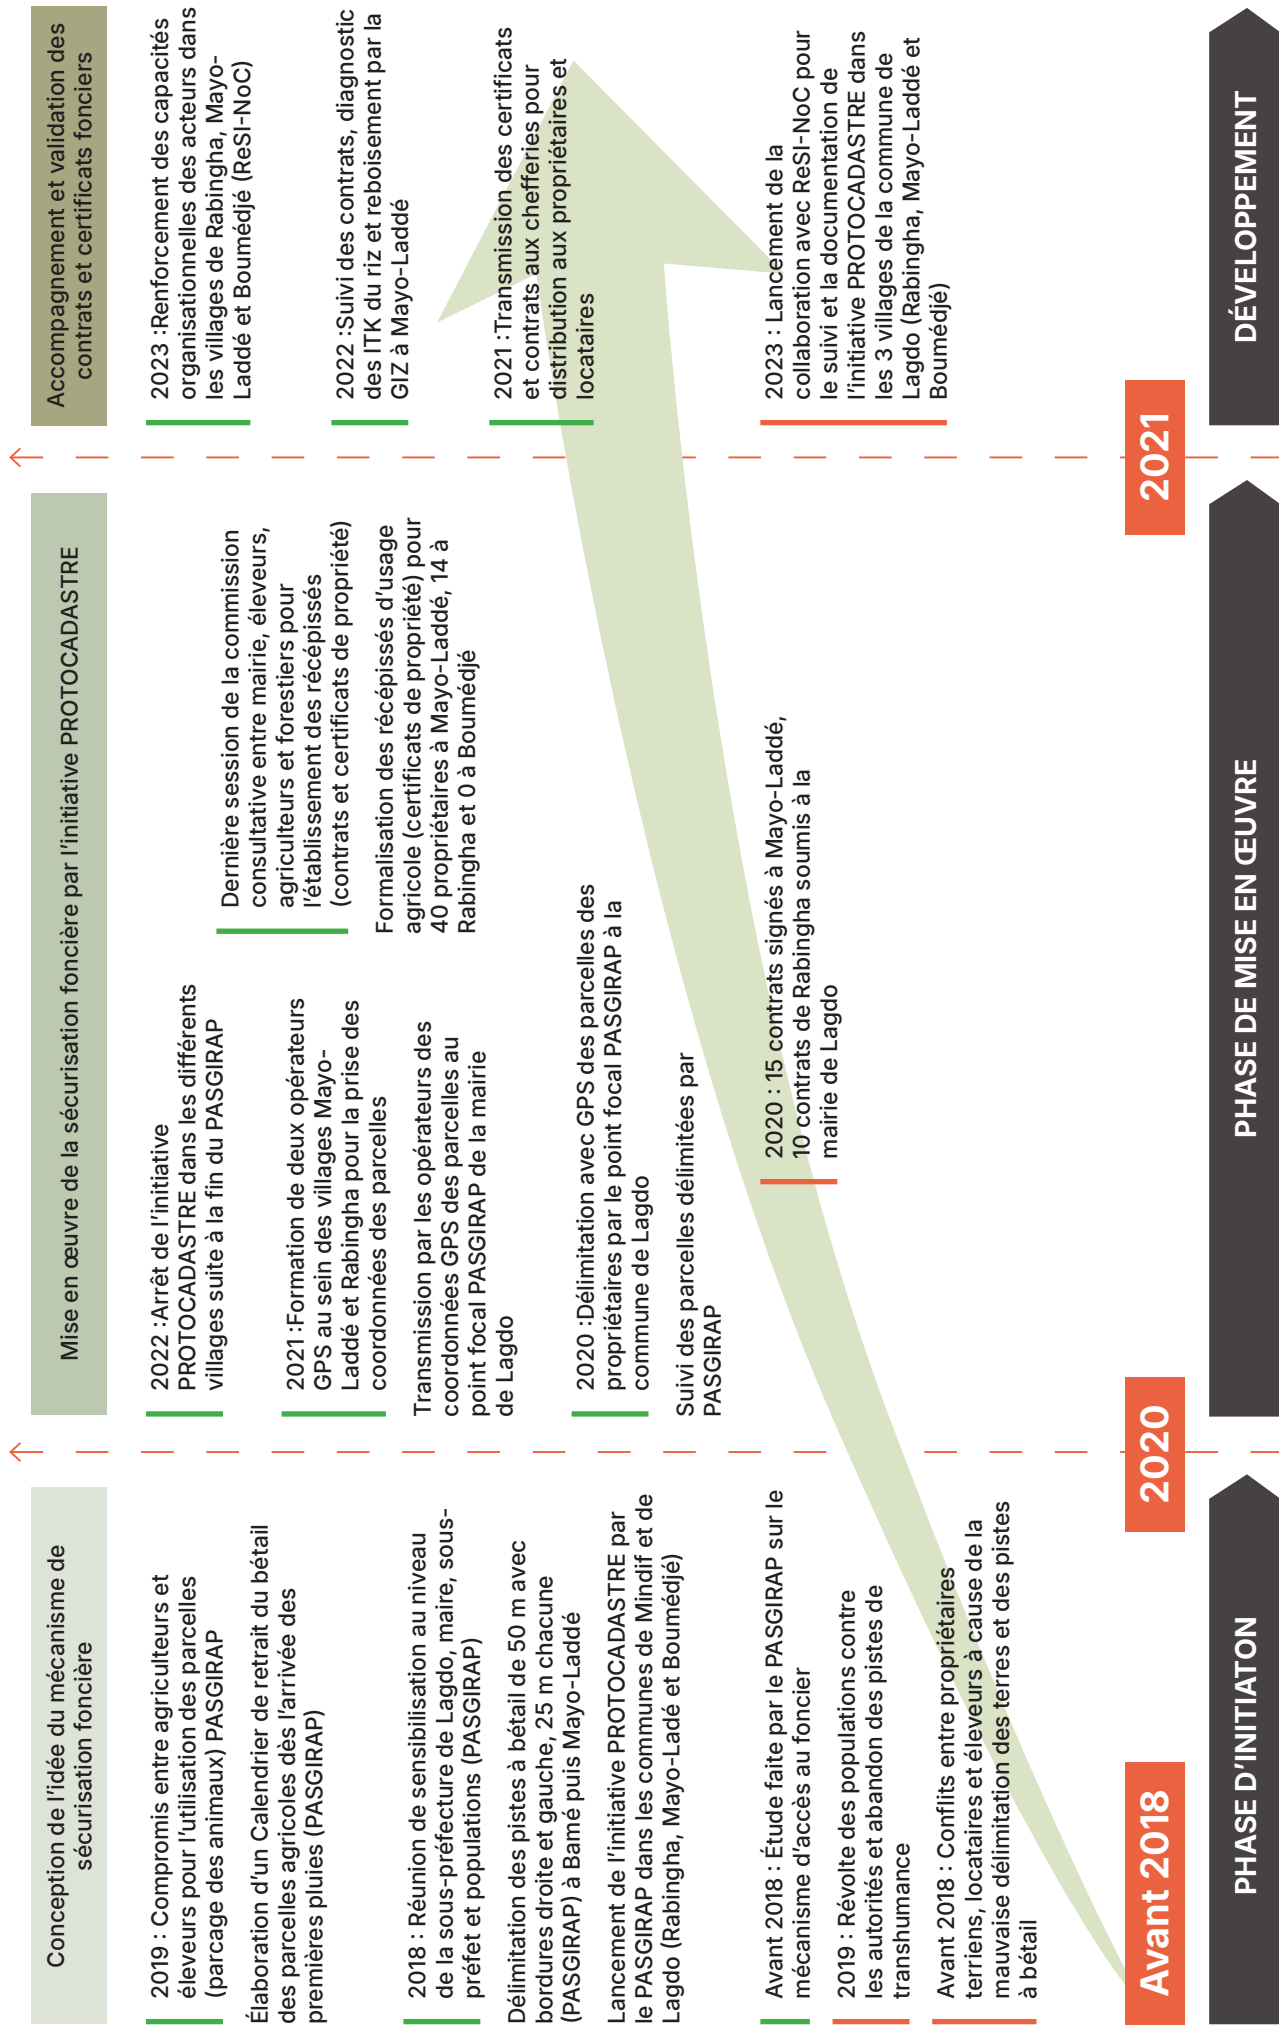 Conception de l'idée du mécanisme de
sécurisation foncière
2019 : Compromis entre agriculteurs et
éleveurs pour l'utilisation des parcelles
(parcage des animaux) PASGIRAP
Élaboration d'un Calendrier de retrait du bétail
des parcelles agricoles dès l'arrivée des
premières pluies (PASGIRAP)
2018 : Réunion de sensibilisation au niveau
de la sous-préfecture de Lagdo, maire, sous-
préfet et populations (PASGIRAP)
Délimitation des pistes à bétail de 50 m avec
bordures droite et gauche, 25 m chacune
(PASGIRAP) à Bamé puis Mayo-Laddé
Lancement de l'initiative PROTOCADASTRE par
le PASGIRAP dans les communes de Mindif et de
Lagdo (Rabingha, Mayo-Ladé et Boumédjé)
Avant 2018 : Étude faite par le PASGIRAP sur le
mécanisme d'accès au foncier
2019 : Révolte des populations contre
les autorités et abandon des pistes de
transhumance
Avant 2018 : Conflits entre propriétaires
terriens, locataires et éleveurs à cause de la
mauvaise délimitation des terres et des pistes
à bétail
Avant 2018
PHASE D'INITIATON
Mise en œuvre de la sécurisation foncière par l'initiative PROTOCADASTRE
2022 :Arrêt de l'initiative
PROTOCADASTRE dans les différents
villages suite à la fin du PASGIRAP
2021 :Formation de deux opérateurs
GPS au sein des villages Mayo-
Laddé et Rabingha pour la prise des
coordonnées des parcelles
Transmission par les opérateurs des
coordonnées GPS des parcelles au
point focal PASGIRAP de la mairie
de Lagdo
Dernière session de la commission
consultative entre mairie, éleveurs,
agriculteurs et forestiers pour
l'établissement des récépissés
(contrats et certificats de propriété)
Formalisation des récépissés d'usage
agricole (certificats de propriété) pour
40 propriétaires à Mayo-Laddé, 14 à
Rabingha et 0 à Boumédjé
2020 :Délimitation avec GPS des parcelles des
propriétaires par le point focal PASGIRAP à la
commune de Lagdo
Suivi des parcelles délimitées par
PASGIRAP
2020 : 15 contrats signés à Mayo-Laddé,
10 contrats de Rabingha soumis à la
mairie de Lagdo
2020
PHASE DE MISE EN ŒUVRE
Accompagnement et validation des
contrats et certificats fonciers
2023 :Renforcement des capacités
organisationnelles des acteurs dans
les villages de Rabingha, Mayo-
Laddé et Boumédjé (ReSI-NoC)
2022 :Suivi des contrats, diagnostic
des ITK du riz et reboisement par la
GIZ à Mayo-Laddé
2021 :Transmission des certificats
et contrats aux chefferies pour
distribution aux propriétaires et
locataires
2023 : Lancement de la
collaboration avec ReSI-NoC pour
le suivi et la documentation de
l'initiative PROTOCADASTRE dans
les 3 villages de la commune de
Lagdo (Rabingha, Mayo-Laddé et
Boumédjé)
2021
DÉVELOPPEMENT